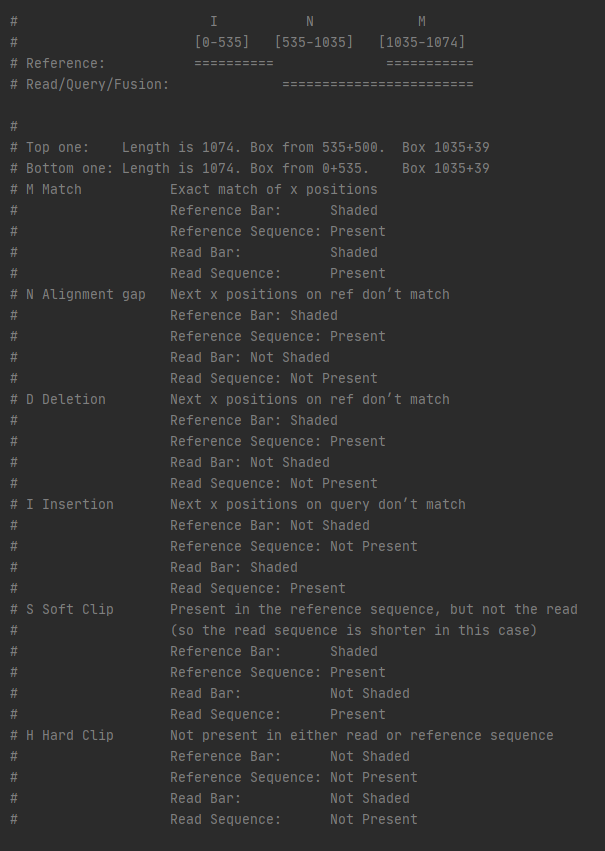 #                        I           N             M
#                      [0-535]   [535-1035]   [1035-1074]
# Reference:           ==========              ===========
# Read/Query/Fusion:              ========================
#
# Top one:    Length is 1074. Box from 535+500.  Box 1035+39
# Bottom one: Length is 1074. Box from 0+535.    Box 1035+39
# M Match           Exact match of x positions
#                   Reference Bar:      Shaded
#                   Reference Sequence: Present
#                   Read Bar:           Shaded
#                   Read Sequence:      Present
# N Alignment gap   Next x positions on ref don’t match
#                   Reference Bar: Shaded
#                   Reference Sequence: Present
#                   Read Bar: Not Shaded
#                   Read Sequence: Not Present
# D Deletion        Next x positions on ref don’t match
#                   Reference Bar: Shaded
#                   Reference Sequence: Present
#                   Read Bar: Not Shaded
#                   Read Sequence: Not Present
# I Insertion       Next x positions on query don’t match
#                   Reference Bar: Not Shaded
#                   Reference Sequence: Not Present
#                   Read Bar: Shaded
#                   Read Sequence: Present
# S Soft Clip       Present in the reference sequence, but not the read
#                   (so the read sequence is shorter in this case)
#                   Reference Bar:      Shaded
#                   Reference Sequence: Present
#                   Read Bar:           Not Shaded
#                   Read Sequence:      Present
# H Hard Clip       Not present in either read or reference sequence
#                   Reference Bar:      Not Shaded
#                   Reference Sequence: Not Present
#                   Read Bar:           Not Shaded
#                   Read Sequence:      Not Present